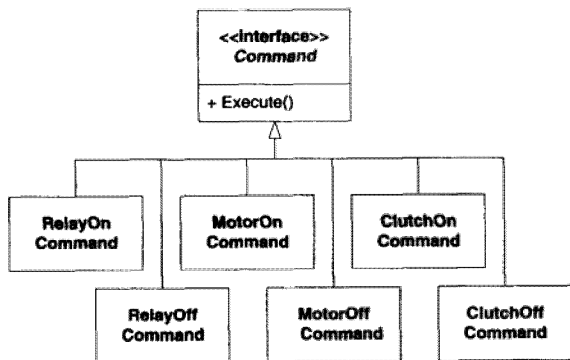 <<interface>>
Command
+ Execute()
RelayOn
Command
MotorOn
Command
ClutchOn
Command
RelayOff
Command
MotorOff
Command
ClutchOff
Command